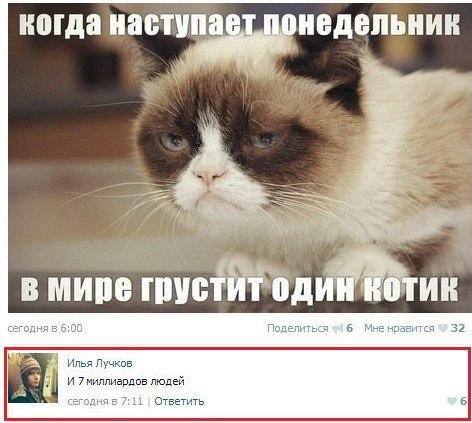 когда наступает понедельник
в мире грустит один котик
сегодня в 6:00 Поделиться 6 Мне нравится 32
Илья Лучков
И 7 миллиардов людей
сегодня в 7:11 | Ответить 6